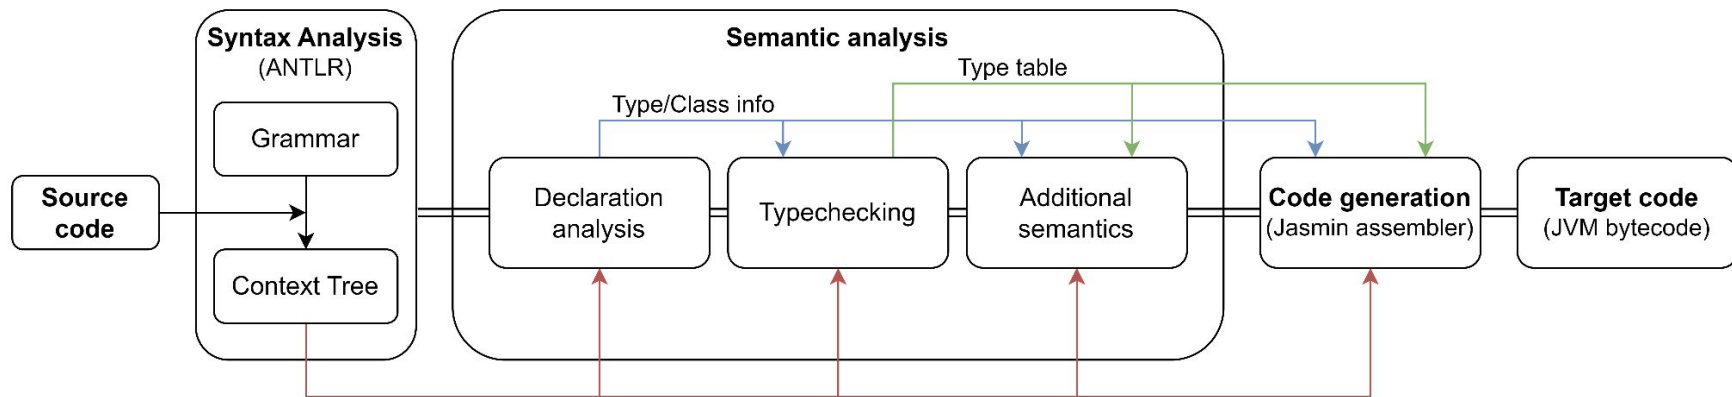 Syntax Analysis
(ANTLR)
Grammar
Context Tree
Source
code
Semantic analysis
Type table
Type/Class info
Declaration
analysis
Typechecking
Additional
semantics
Code generation
(Jasmin assembler)
Target code
(JVM bytecode)